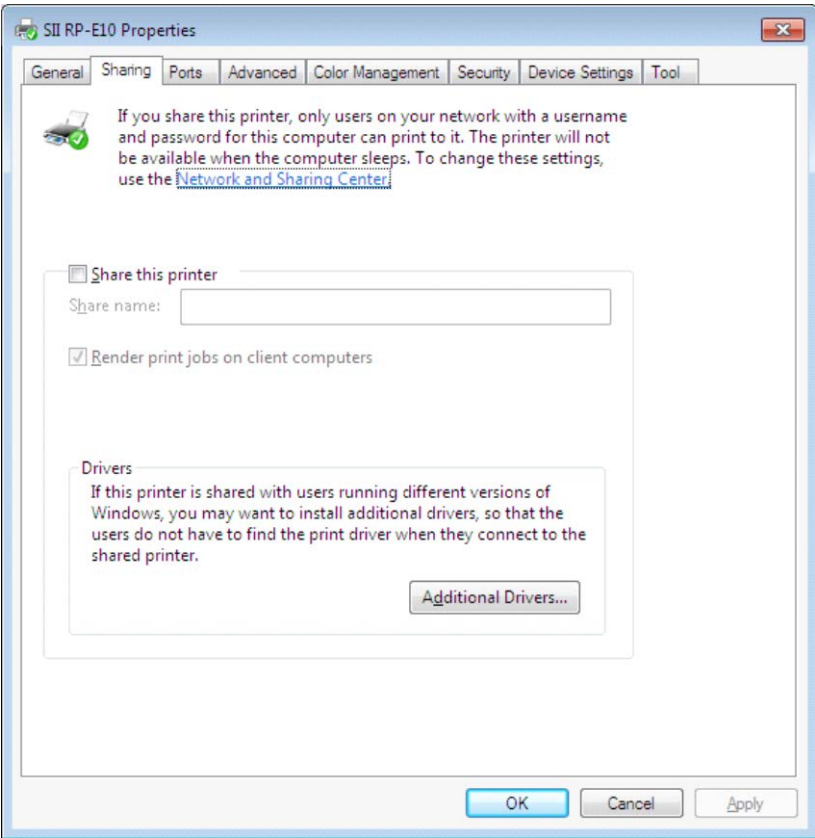 SII RP-E10 Properties
General Sharing Ports Advanced Color Management Security Device Settings Tool
If you share this printer, only users on your network with a username
and password for this computer can print to it. The printer will not
be available when the computer sleeps. To change these settings,
use the Network and Sharing Center.
Share this printer
Share name:
Render print jobs on client computers
Drivers
If this printer is shared with users running different versions of
Windows, you may want to install additional drivers, so that the
users do not have to find the print driver when they connect to the
shared printer.
Additional Drivers...
OK Cancel Apply